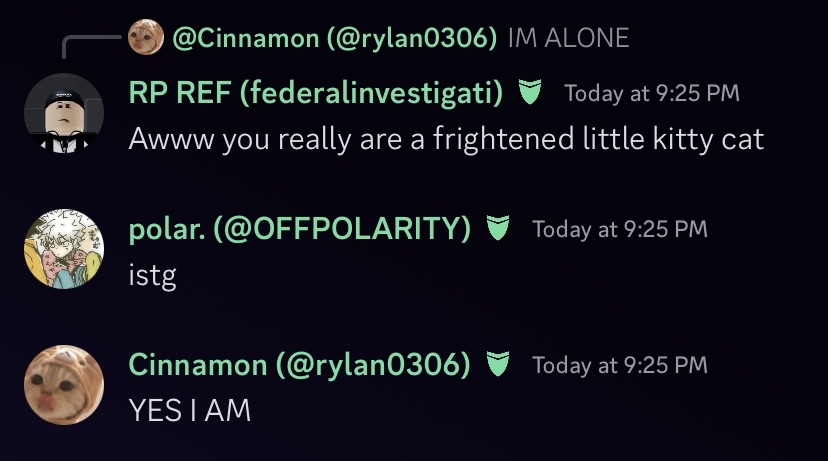 @Cinnamon (@rylan0306) IM ALONE
RP REF (federalinvestigati) Today at 9:25 PM
Awww you really are a frightened little kitty cat
polar. (@OFFPOLARITY) Today at 9:25 PM
istg
Cinnamon (@rylan0306) Today at 9:25 PM
YES I AM